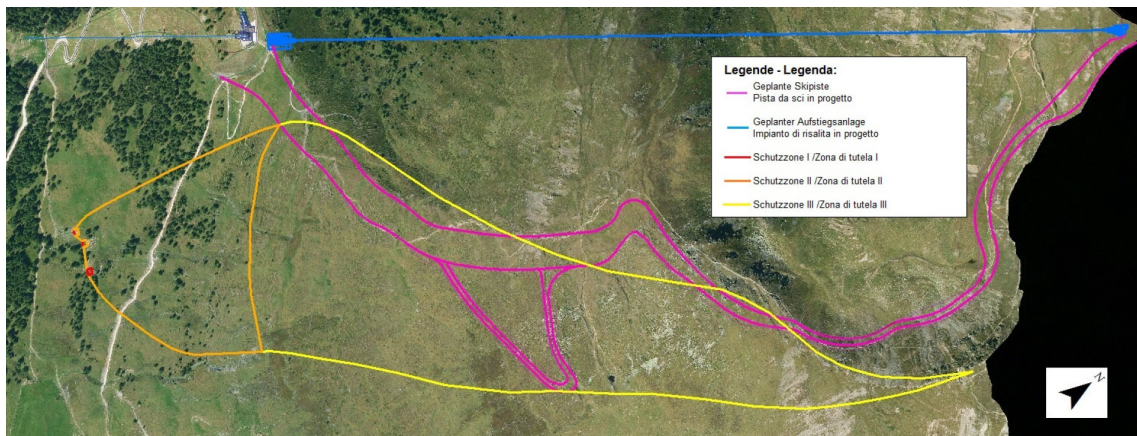 Legende - Legenda:
Geplante Skipiste
Pista da sci in progetto
Geplanter Aufstiegsanlage
Impianto di risalita in progetto
Schutzzone I /Zona di tutela I
Schutzzone II /Zona di tutela II
Schutzzone III /Zona di tutela III
N